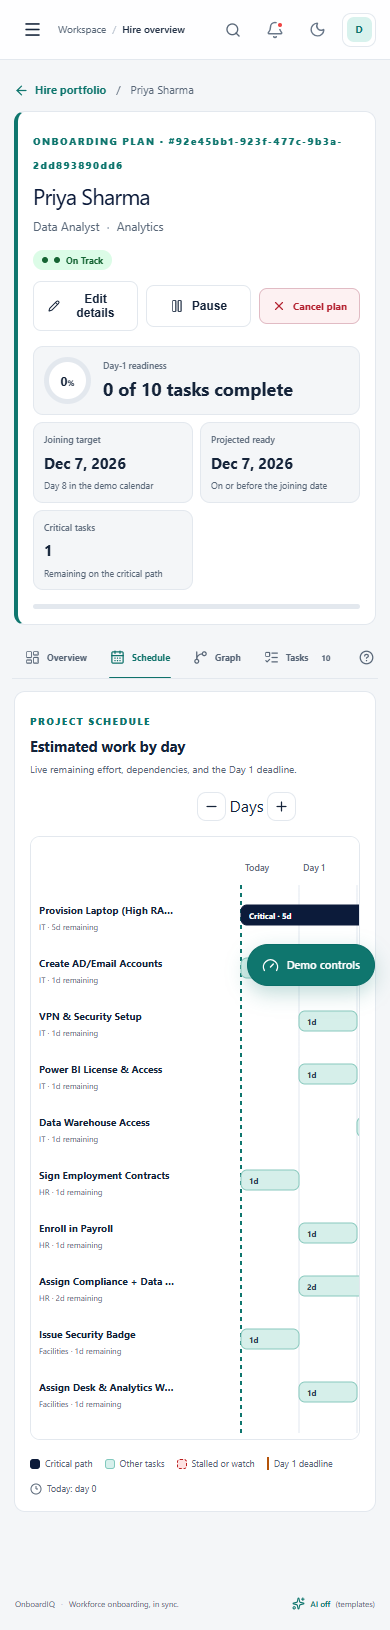 Workspace / Hire overview
D
Hire portfolio / Priya Sharma
ONBOARDING PLAN • #92e45bb1-923f-477c-9b3a-
2dd893890dd6
Priya Sharma
Data Analyst · Analytics
On Track
Edit details
Pause
Cancel plan
0%
Day-1 readiness
0 of 10 tasks complete
Joining target
Dec 7, 2026
Day 8 in the demo calendar
Projected ready
Dec 7, 2026
On or before the joining date
Critical tasks
1
Remaining on the critical path
Overview
Schedule
Graph
Tasks 10
PROJECT SCHEDULE
Estimated work by day
Live remaining effort, dependencies, and the Day 1 deadline.
Days
Today
Day 1
Provision Laptop (High RA...
IT · 5d remaining
Critical · 5d
Create AD/Email Accounts
IT · 1d remaining
Demo controls
VPN & Security Setup
IT · 1d remaining
1d
Power BI License & Access
IT · 1d remaining
1d
Data Warehouse Access
IT · 1d remaining
Sign Employment Contracts
HR · 1d remaining
1d
Enroll in Payroll
HR · 1d remaining
1d
Assign Compliance + Data ...
HR · 2d remaining
2d
Issue Security Badge
Facilities · 1d remaining
1d
Assign Desk & Analytics W...
Facilities · 1d remaining
1d
Critical path
Other tasks
Stalled or watch
Day 1 deadline
Today: day 0
OnboardIQ · Workforce onboarding, in sync.
AI off (templates)